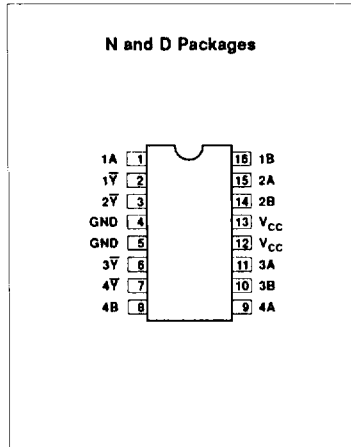 N and D Packages
1A 1 16 1B
1Y̅ 2 15 2A
2Y̅ 3 14 2B
GND 4 13 VCC
GND 5 12 VCC
3Y̅ 6 11 3A
4Y̅ 7 10 3B
4B 8 9 4A